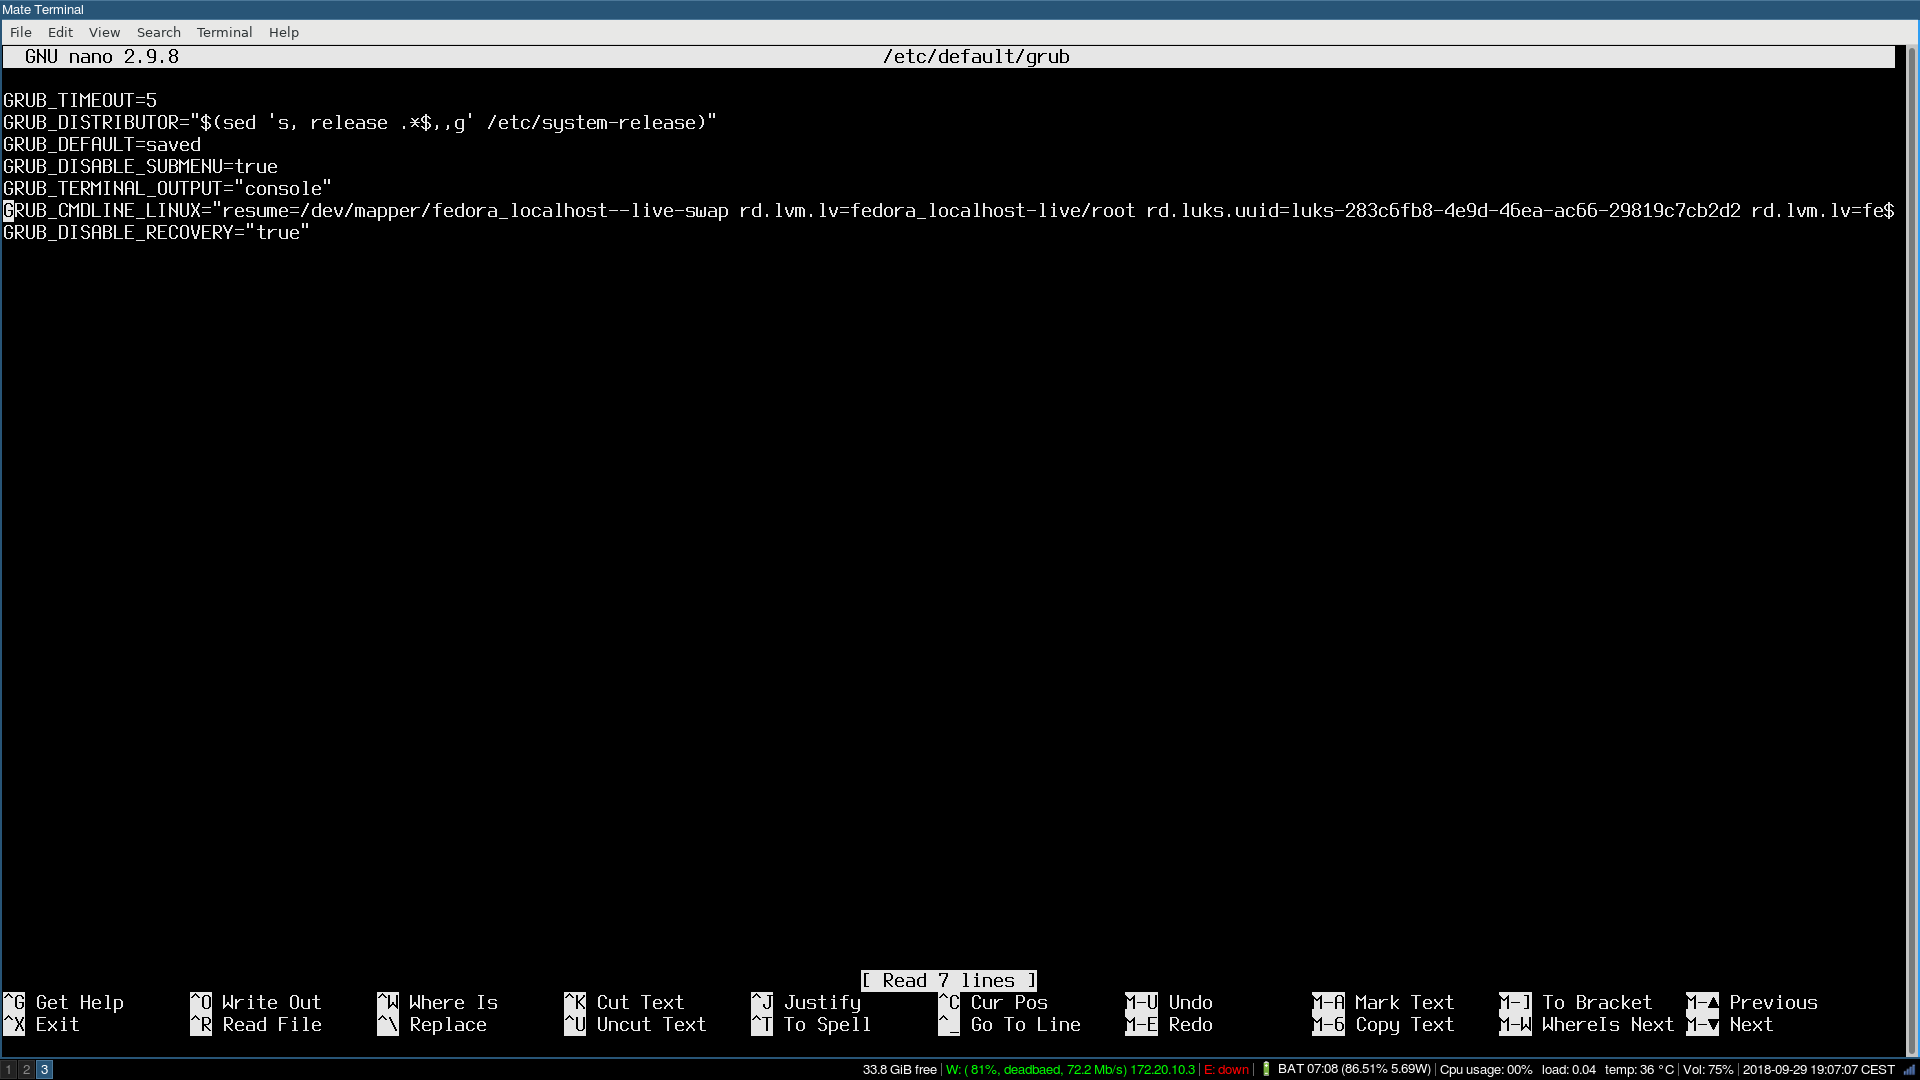 Mate Terminal
File Edit View Search Terminal Help
GNU nano 2.9.8 /etc/default/grub
GRUB_TIMEOUT=5
GRUB_DISTRIBUTOR="$(sed 's, release .*$,,g' /etc/system-release)"
GRUB_DEFAULT=saved
GRUB_DISABLE_SUBMENU=true
GRUB_TERMINAL_OUTPUT="console"
GRUB_CMDLINE_LINUX="resume=/dev/mapper/fedora_localhost--live-swap rd.lvm.lv=fedora_localhost-live/root rd.luks.uuid=luks-283c6fb8-4e9d-46ea-ac66-29819c7cb2d2 rd.lvm.lv=fe$
GRUB_DISABLE_RECOVERY="true"
[ Read 7 lines ]
^G Get Help ^O Write Out ^W Where Is ^K Cut Text ^J Justify ^C Cur Pos M-U Undo M-A Mark Text M-] To Bracket M-▲ Previous
^X Exit ^R Read File ^\ Replace ^U Uncut Text ^T To Spell ^_ Go To Line M-E Redo M-6 Copy Text M-W WhereIs Next M-▼ Next
1 2 3 33.8 GiB free | W: ( 81%, deadbaed, 72.2 Mb/s) 172.20.10.3 | E: down | BAT 07:08 (86.51% 5.69W) | Cpu usage: 00% load: 0.04 temp: 36 °C | Vol: 75% | 2018-09-29 19:07:07 CEST